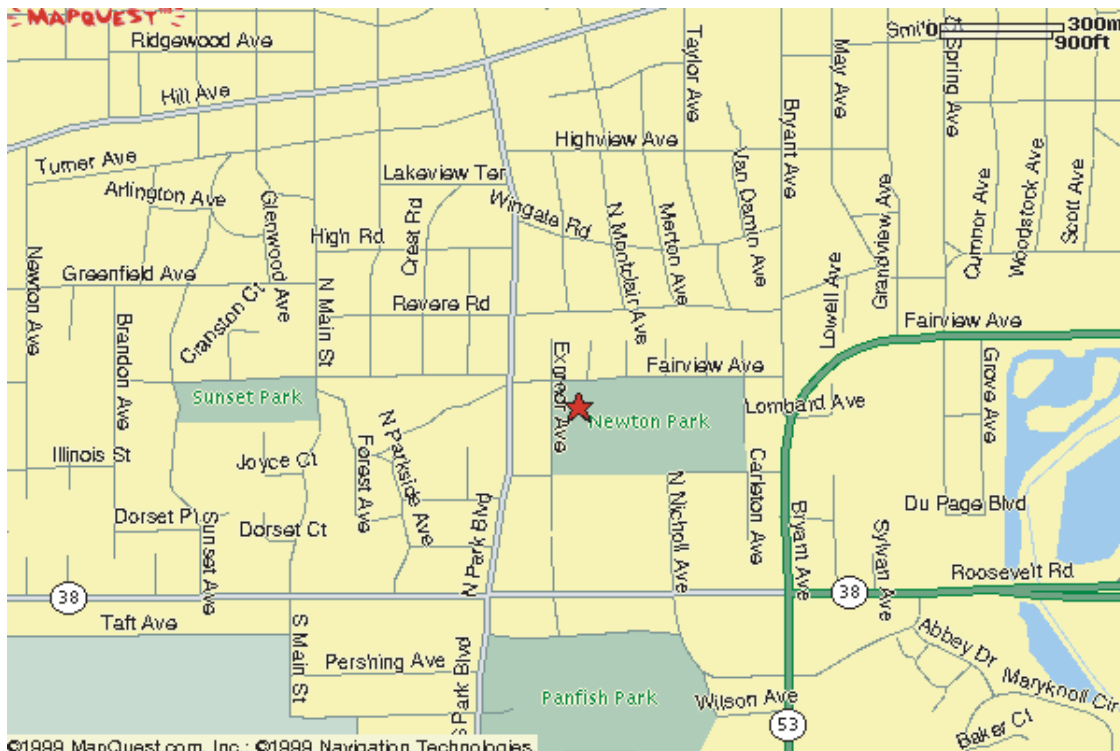 MAPQUEST
Ridgewood Ave
Hill Ave
Taylor Ave
May Ave
0 300m
900ft
Spring Ave
Bryant Ave
Highview Ave
Turner Ave
Arlington Ave
Lakeview Ter
Van Damin Ave
Wingate Rd
Glenwood Ave
High Rd
Crest Rd
N Montclair Ave
Merton Ave
Grandview Ave
Cumnor Ave
Woodstock Ave
Scott Ave
Newton Ave
Greenfield Ave
Cranston Ct
N Main St
Revere Rd
Lowell Ave
Fairview Ave
Brandon Ave
Fairview Ave
Grove Ave
Sunset Park
Newton Park
Lombard Ave
Illinois St
Joyce Ct
Forest Ave
N Parkside Ave
Carleton Ave
Dorset Pl
Dorset Ct
Sunset Ave
N Park Blvd
N Nicholl Ave
Bryant Ave
Du Page Blvd
Sylvan Ave
Roosevelt Rd
38
38
Taft Ave
S Main St
Pershing Ave
S Park Blvd
Panfish Park
Wilson Ave
Abbey Dr
Maryknoll Cir
53
Baker Ct
©1999 MapQuest.com, Inc.; ©1999 Navigation Technologies